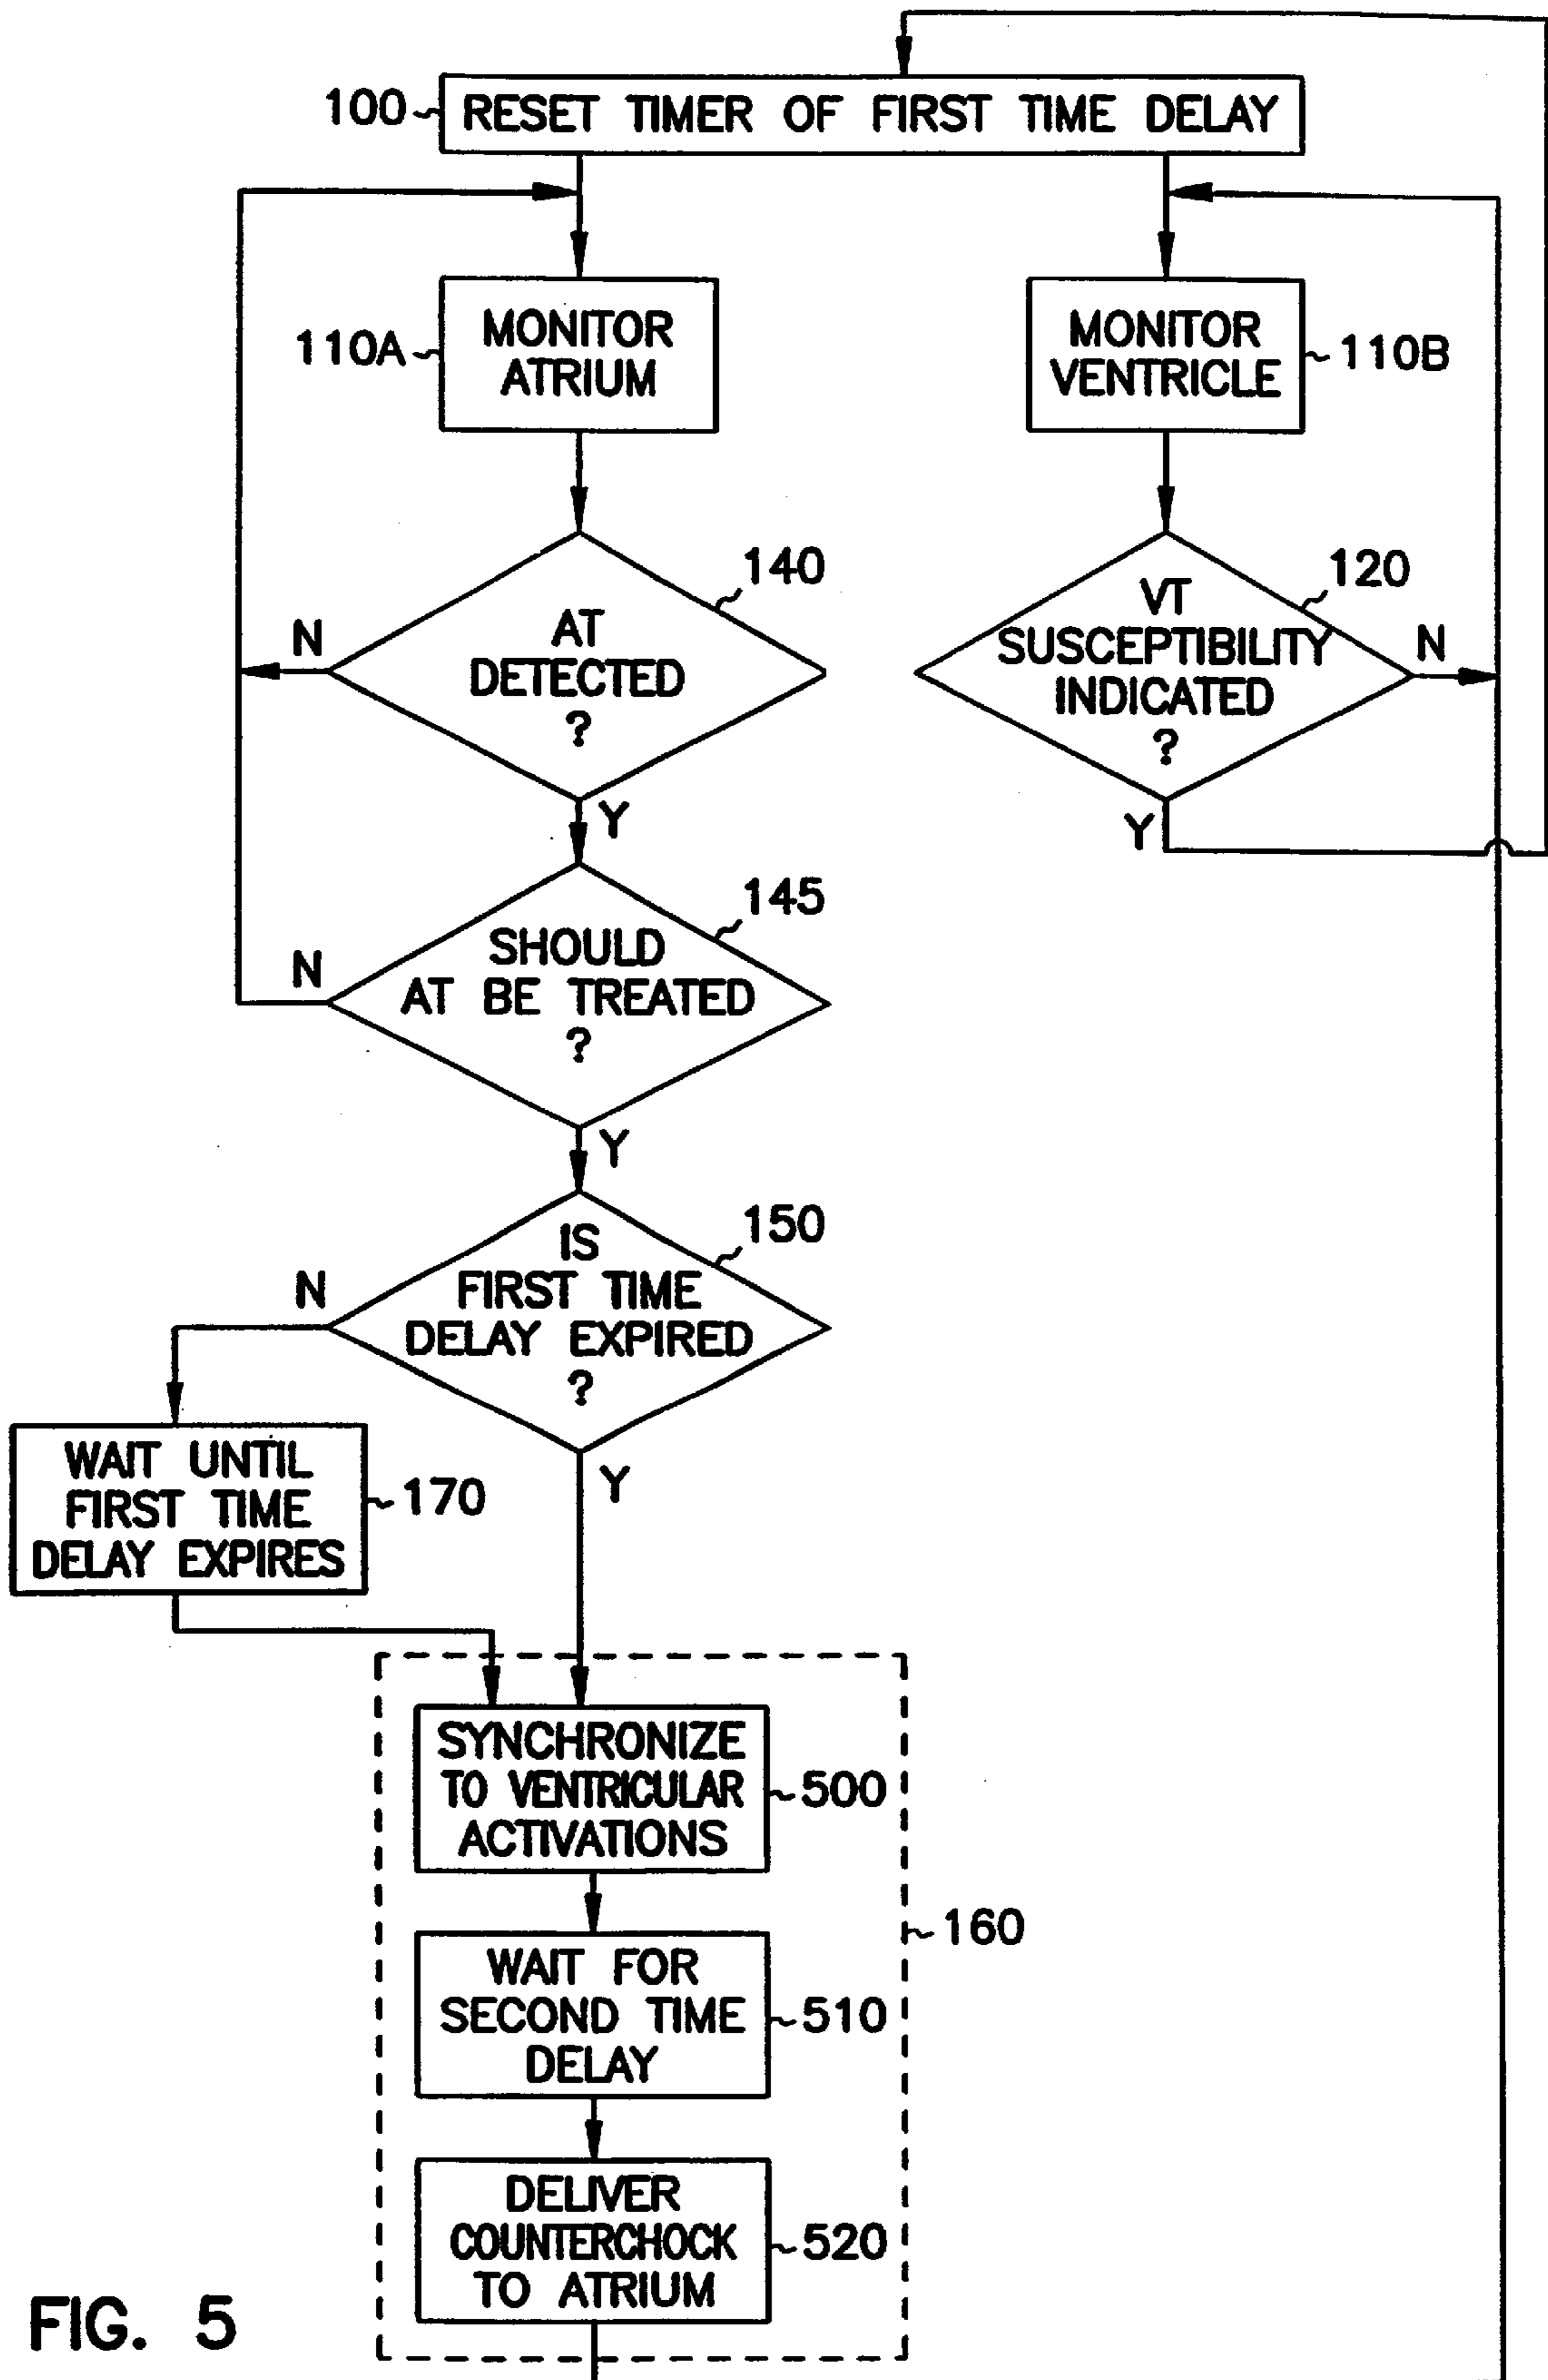 100
RESET TIMER OF FIRST TIME DELAY
110A
MONITOR
ATRIUM
MONITOR
VENTRICLE
110B
140
AT
DETECTED
?
N
Y
120
VT
SUSCEPTIBILITY
INDICATED
?
N
Y
145
SHOULD
AT BE TREATED
?
N
Y
150
IS
FIRST TIME
DELAY EXPIRED
?
N
Y
WAIT UNTIL
FIRST TIME
DELAY EXPIRES
170
SYNCHRONIZE
TO VENTRICULAR
ACTIVATIONS
500
160
WAIT FOR
SECOND TIME
DELAY
510
DELIVER
COUNTERCHOCK
TO ATRIUM
520
FIG. 5